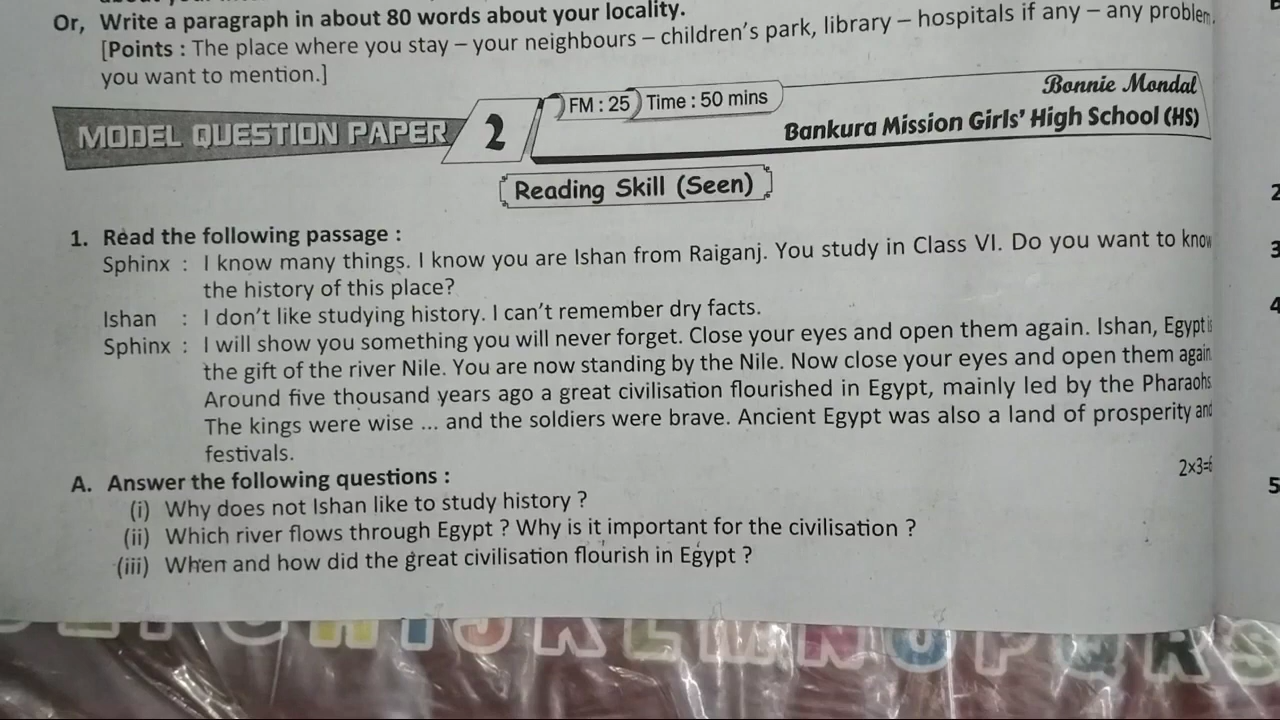 Or, Write a paragraph in about 80 words about your locality.
[Points : The place where you stay – your neighbours – children's park, library – hospitals if any – any problem,
you want to mention.]
MODEL QUESTION PAPER 2 FM : 25 Time : 50 mins
Bonnie Mondal
Bankura Mission Girls' High School (HS)
Reading Skill (Seen)
1. Read the following passage :
Sphinx : I know many things. I know you are Ishan from Raiganj. You study in Class VI. Do you want to know
the history of this place?
Ishan : I don't like studying history. I can't remember dry facts.
Sphinx : I will show you something you will never forget. Close your eyes and open them again. Ishan, Egypt is
the gift of the river Nile. You are now standing by the Nile. Now close your eyes and open them again
Around five thousand years ago a great civilisation flourished in Egypt, mainly led by the Pharaohs
The kings were wise ... and the soldiers were brave. Ancient Egypt was also a land of prosperity and
festivals.
A. Answer the following questions : 2×3=6
(i) Why does not Ishan like to study history ?
(ii) Which river flows through Egypt ? Why is it important for the civilisation ?
(iii) When and how did the great civilisation flourish in Egypt ?
2
3
4
5
H I J K L M N O P Q R S